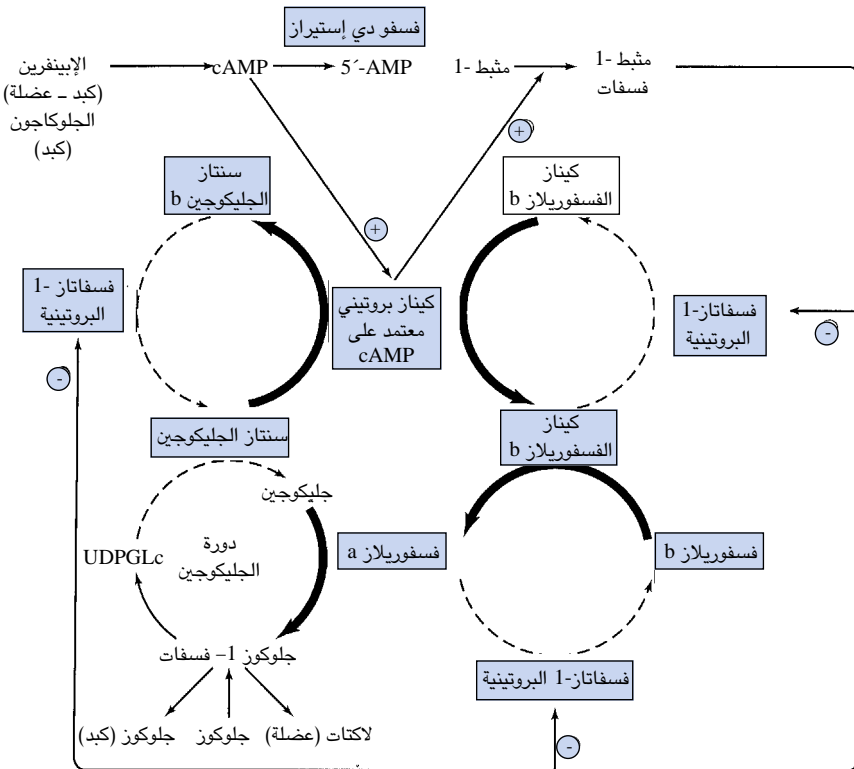 فسفو دي إستيراز
الإبينفرين
(كبد – عضلة)
الجلوكاجون
(كبد)
cAMP
5´-AMP
مثبط -1
مثبط -1
فسفات
+
سنتاز
الجليكوجين b
كيناز
الفسفوريلاز b
+
فسفاتاز -1
البروتينية
كيناز بروتيني
معتمد على
cAMP
فسفاتاز-1
البروتينية
-
-
سنتاز الجليكوجين
كيناز
الفسفوريلاز b
جليكوجين
UDPGLc
دورة
الجليكوجين
فسفوريلاز a
فسفوريلاز b
جلوكوز 1– فسفات
فسفاتاز-1 البروتينية
جلوكوز (كبد)
جلوكوز
لاكتات (عضلة)
-